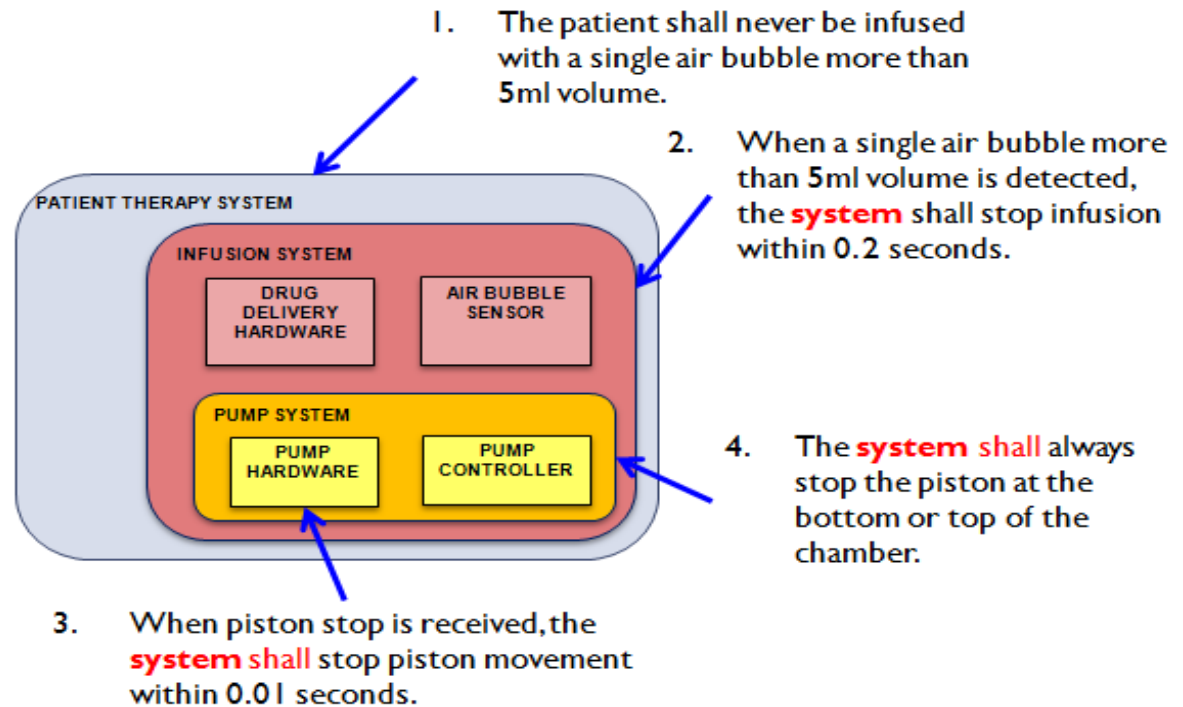 1. The patient shall never be infused
with a single air bubble more than
5ml volume.
2. When a single air bubble more
than 5ml volume is detected,
the system shall stop infusion
within 0.2 seconds.
PATIENT THERAPY SYSTEM
INFUSION SYSTEM
DRUG
DELIVERY
HARDWARE
AIR BUBBLE
SENSOR
PUMP SYSTEM
PUMP
HARDWARE
PUMP
CONTROLLER
4. The system shall always
stop the piston at the
bottom or top of the
chamber.
3. When piston stop is received, the
system shall stop piston movement
within 0.01 seconds.